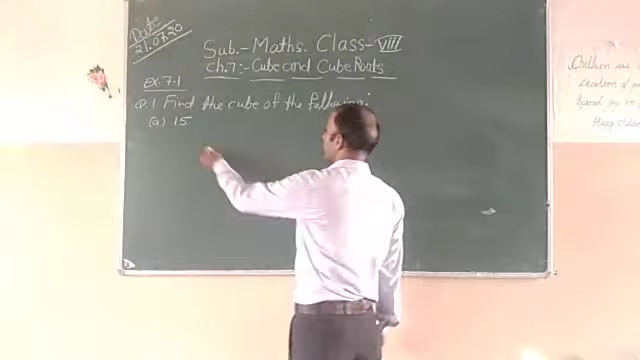 Date
21.07.20
Sub.- Maths. Class- VIII
Ch.7:- Cube and Cube Roots
Ex.7.1
Q.1 Find the cube of the following:
(a) 15
Children are